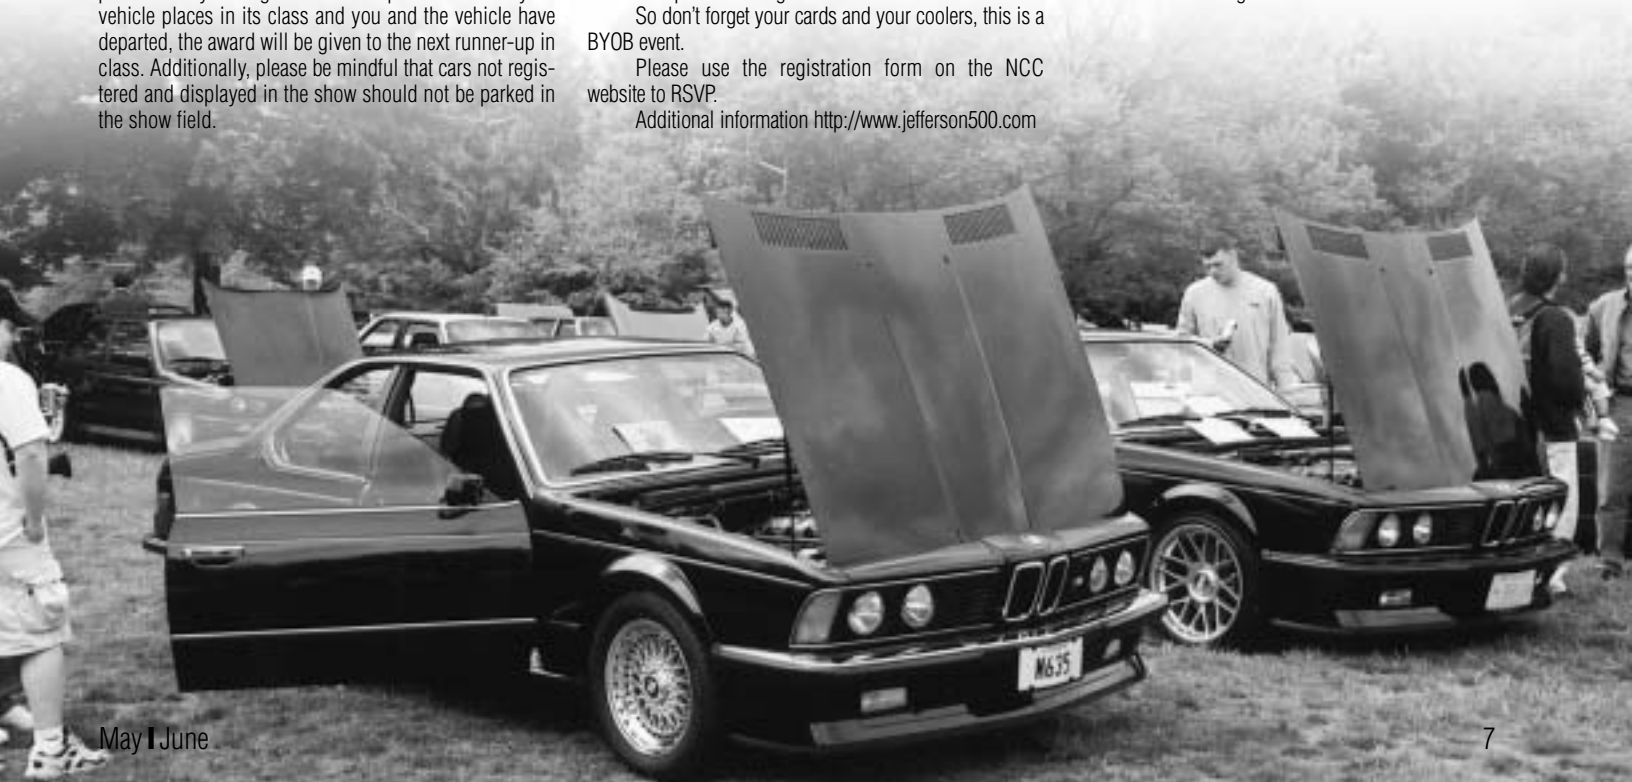 vehicle places in its class and you and the vehicle have
departed, the award will be given to the next runner-up in
class. Additionally, please be mindful that cars not regis-
tered and displayed in the show should not be parked in
the show field.
So don't forget your cards and your coolers, this is a
BYOB event.
Please use the registration form on the NCC
website to RSVP.
Additional information http://www.jefferson500.com
M635
May June
7